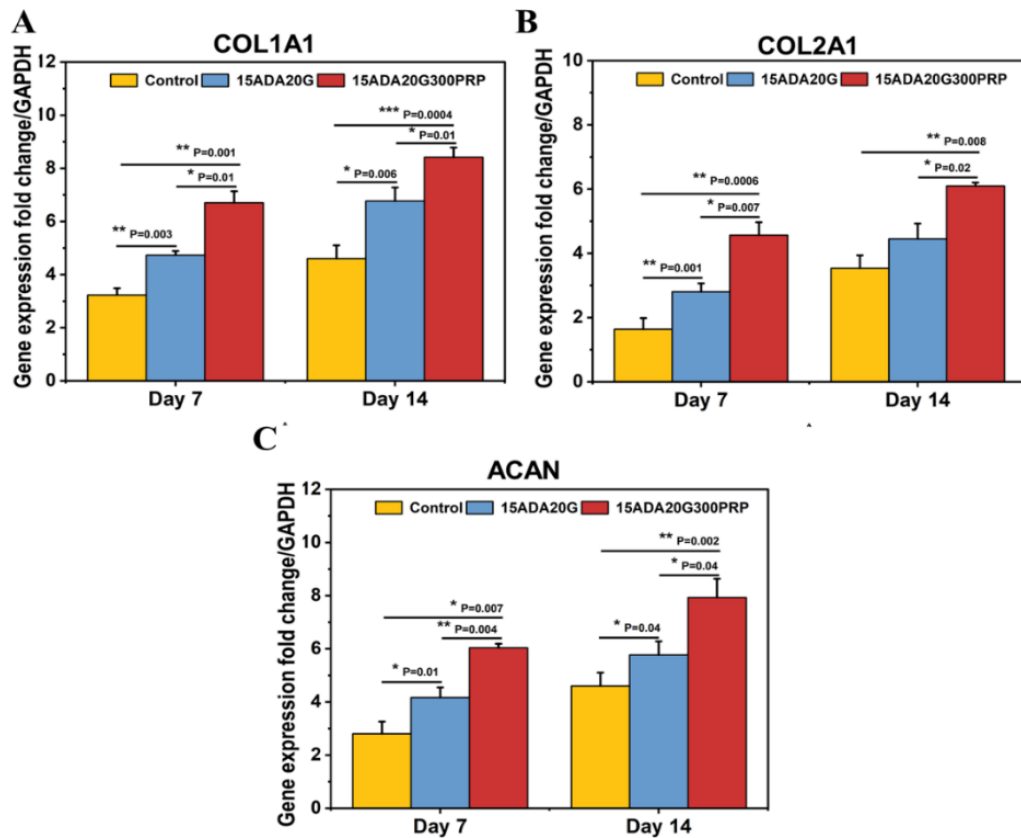 A
COL1A1
Gene expression fold change/GAPDH
12
10
8
6
4
2
0
Control 15ADA20G 15ADA20G300PRP
*** P=0.0004
* P=0.01
** P=0.001
* P=0.01
* P=0.006
** P=0.003
Day 7 Day 14
B
COL2A1
Gene expression fold change/GAPDH
10
8
6
4
2
0
Control 15ADA20G 15ADA20G300PRP
** P=0.008
* P=0.02
** P=0.0006
* P=0.007
** P=0.001
Day 7 Day 14
C
ACAN
Gene expression fold change/GAPDH
12
10
8
6
4
2
0
Control 15ADA20G 15ADA20G300PRP
** P=0.002
* P=0.04
* P=0.007
** P=0.004
* P=0.04
* P=0.01
Day 7 Day 14